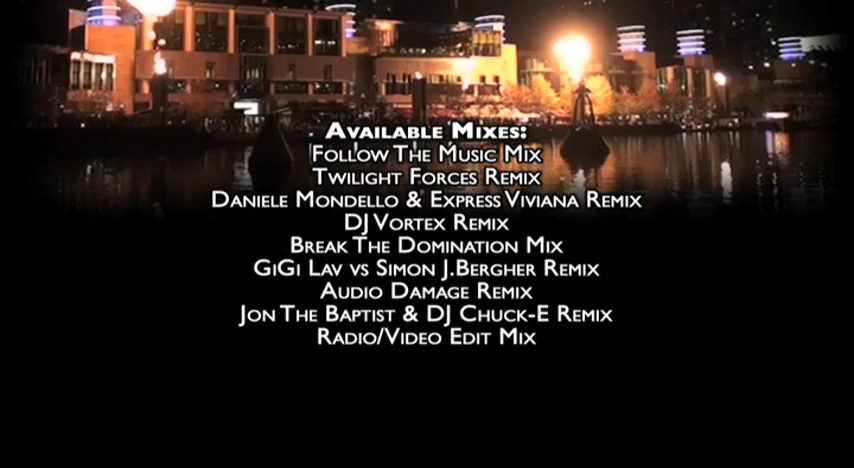 Available Mixes:
Follow The Music Mix
Twilight Forces Remix
Daniele Mondello & Express Viviana Remix
DJ Vortex Remix
Break The Domination Mix
GiGi Lav vs Simon J.Bergher Remix
Audio Damage Remix
Jon The Baptist & DJ Chuck-E Remix
Radio/Video Edit Mix